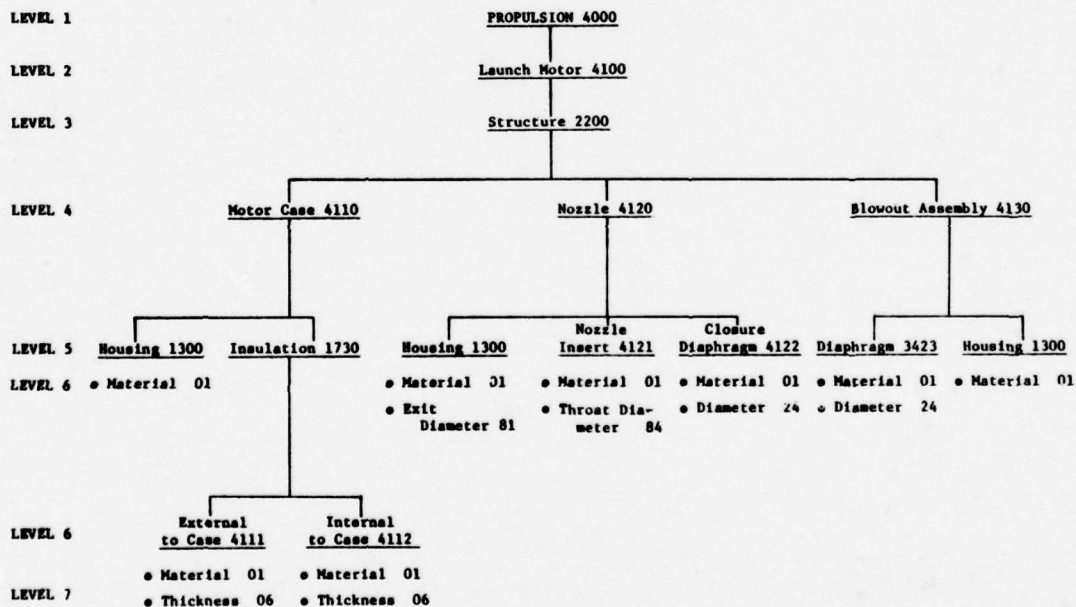 LEVEL 1 PROPULSION 4000
LEVEL 2 Launch Motor 4100
LEVEL 3 Structure 2200
LEVEL 4 Motor Case 4110 Nozzle 4120 Blowout Assembly 4130
Nozzle Closure
LEVEL 5 Housing 1300 Insulation 1730 Housing 1300 Insert 4121 Diaphragm 4122 Diaphragm 3423 Housing 1300
LEVEL 6 • Material 01 • Material 01 • Material 01 • Material 01 • Material 01 • Material 01
• Exit • Throat Dia- • Diameter 24 • Diameter 24
Diameter 81 meter 84
External Internal
LEVEL 6 to Case 4111 to Case 4112
• Material 01 • Material 01
LEVEL 7 • Thickness 06 • Thickness 06